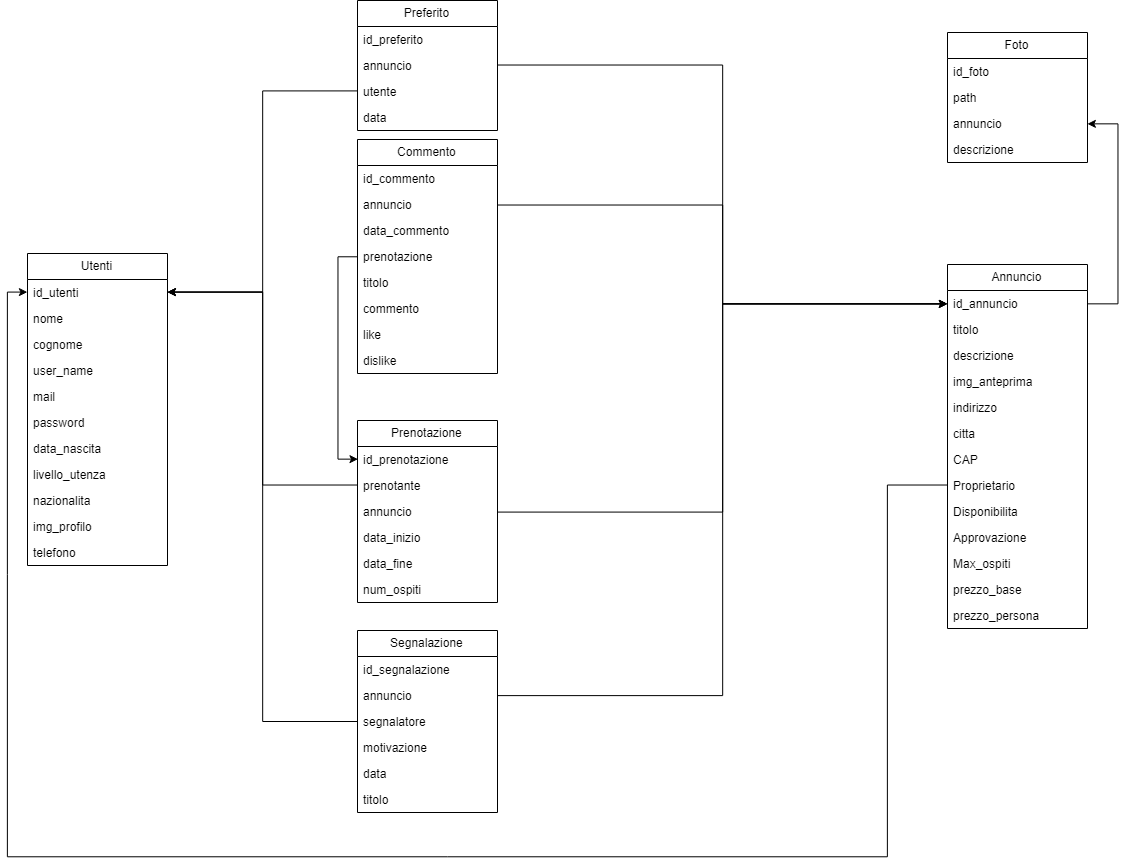 Preferito
id_preferito
annuncio
utente
data
Commento
id_commento
annuncio
data_commento
prenotazione
titolo
commento
like
dislike
Utenti
id_utenti
nome
cognome
user_name
mail
password
data_nascita
livello_utenza
nazionalita
img_profilo
telefono
Prenotazione
id_prenotazione
prenotante
annuncio
data_inizio
data_fine
num_ospiti
Segnalazione
id_segnalazione
annuncio
segnalatore
motivazione
data
titolo
Foto
id_foto
path
annuncio
descrizione
Annuncio
id_annuncio
titolo
descrizione
img_anteprima
indirizzo
citta
CAP
Proprietario
Disponibilita
Approvazione
Max_ospiti
prezzo_base
prezzo_persona